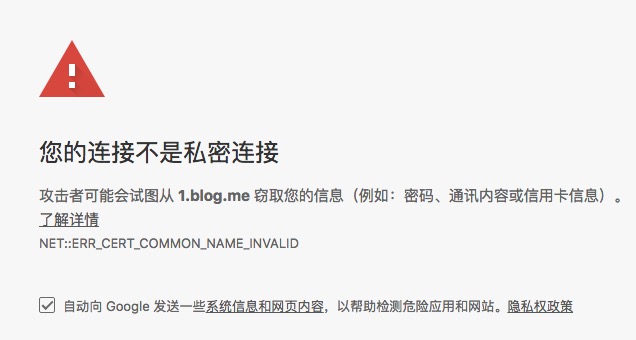 您的连接不是私密连接
攻击者可能会试图从 1.blog.me 窃取您的信息（例如：密码、通讯内容或信用卡信息）。
了解详情
NET::ERR_CERT_COMMON_NAME_INVALID
自动向 Google 发送一些系统信息和网页内容，以帮助检测危险应用和网站。隐私权政策